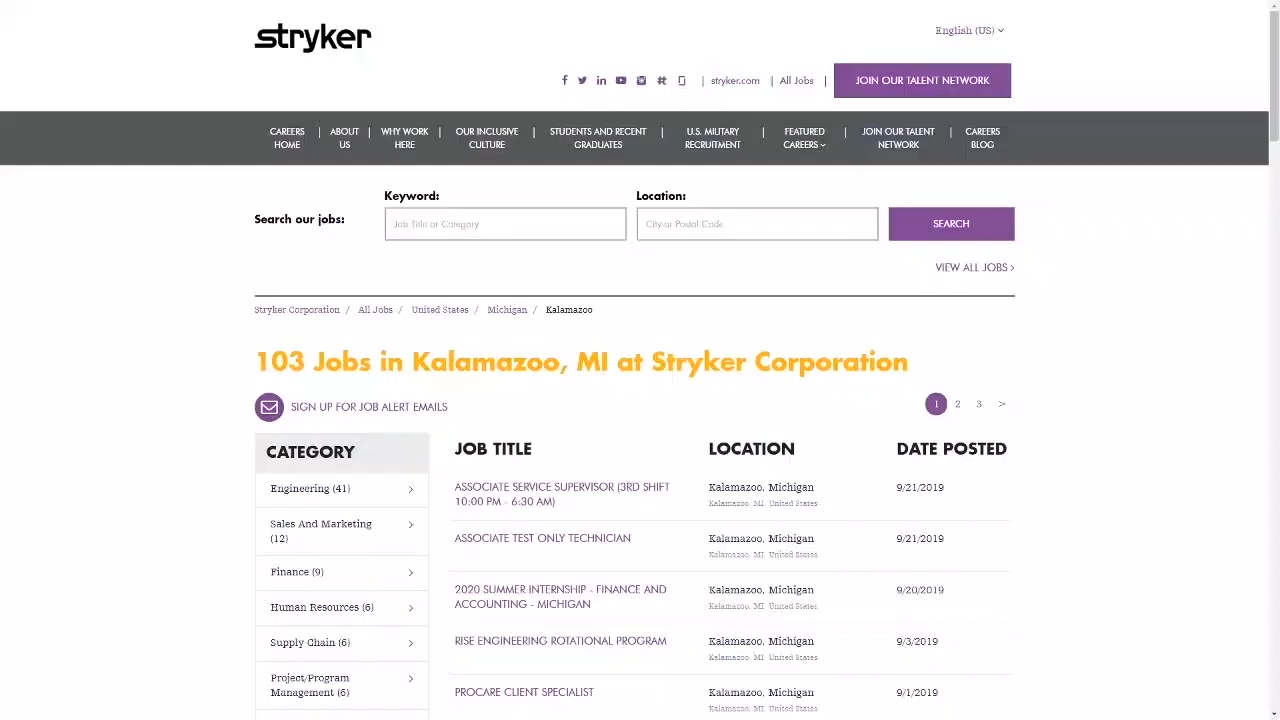 stryker
English (US)
stryker.com | All Jobs | JOIN OUR TALENT NETWORK
CAREERS HOME | ABOUT US | WHY WORK HERE | OUR INCLUSIVE CULTURE | STUDENTS AND RECENT GRADUATES | U.S. MILITARY RECRUITMENT | FEATURED CAREERS | JOIN OUR TALENT NETWORK | CAREERS BLOG
Keyword: Location:
Search our jobs: Job Title or Category City or Postal Code SEARCH
VIEW ALL JOBS >
Stryker Corporation / All Jobs / United States / Michigan / Kalamazoo
103 Jobs in Kalamazoo, MI at Stryker Corporation
SIGN UP FOR JOB ALERT EMAILS
1 2 3 >
CATEGORY
Engineering (41)
Sales And Marketing
(12)
Finance (9)
Human Resources (6)
Supply Chain (6)
Project/Program
Management (6)
JOB TITLE LOCATION DATE POSTED
ASSOCIATE SERVICE SUPERVISOR (3RD SHIFT
10:00 PM - 6:30 AM)
Kalamazoo, Michigan
Kalamazoo, MI United States
9/21/2019
ASSOCIATE TEST ONLY TECHNICIAN
Kalamazoo, Michigan
Kalamazoo, MI United States
9/21/2019
2020 SUMMER INTERNSHIP - FINANCE AND
ACCOUNTING - MICHIGAN
Kalamazoo, Michigan
Kalamazoo, MI United States
9/20/2019
RISE ENGINEERING ROTATIONAL PROGRAM
Kalamazoo, Michigan
Kalamazoo, MI United States
9/3/2019
PROCARE CLIENT SPECIALIST
Kalamazoo, Michigan
Kalamazoo, MI United States
9/1/2019